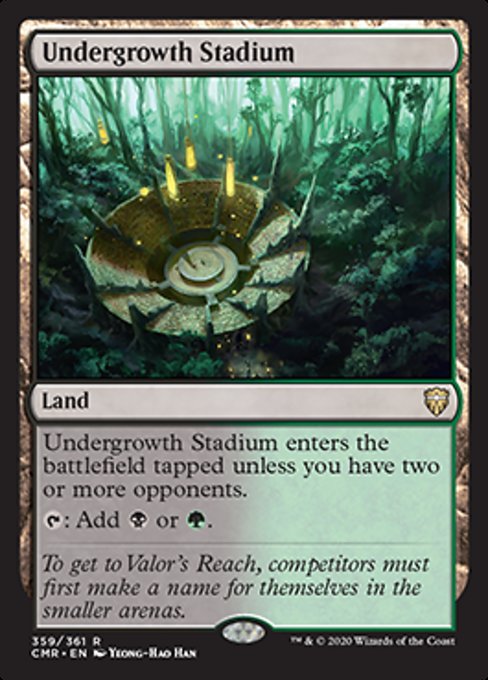 Undergrowth Stadium
Land
Undergrowth Stadium enters the
battlefield tapped unless you have two
or more opponents.
: Add or .
To get to Valor's Reach, competitors must
first make a name for themselves in the
smaller arenas.
359/361 R
CMR • EN Yeong-Hao Han
™ & © 2020 Wizards of the Coast